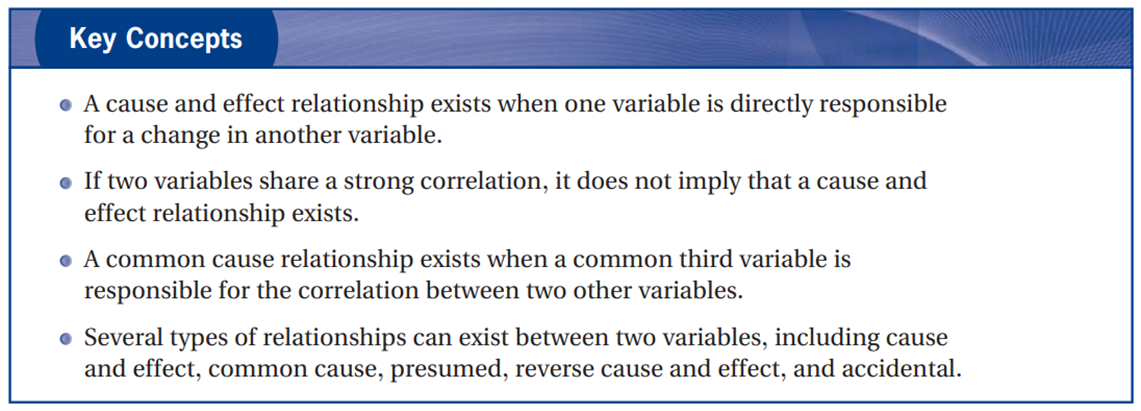 Key Concepts
A cause and effect relationship exists when one variable is directly responsible
for a change in another variable.
If two variables share a strong correlation, it does not imply that a cause and
effect relationship exists.
A common cause relationship exists when a common third variable is
responsible for the correlation between two other variables.
Several types of relationships can exist between two variables, including cause
and effect, common cause, presumed, reverse cause and effect, and accidental.